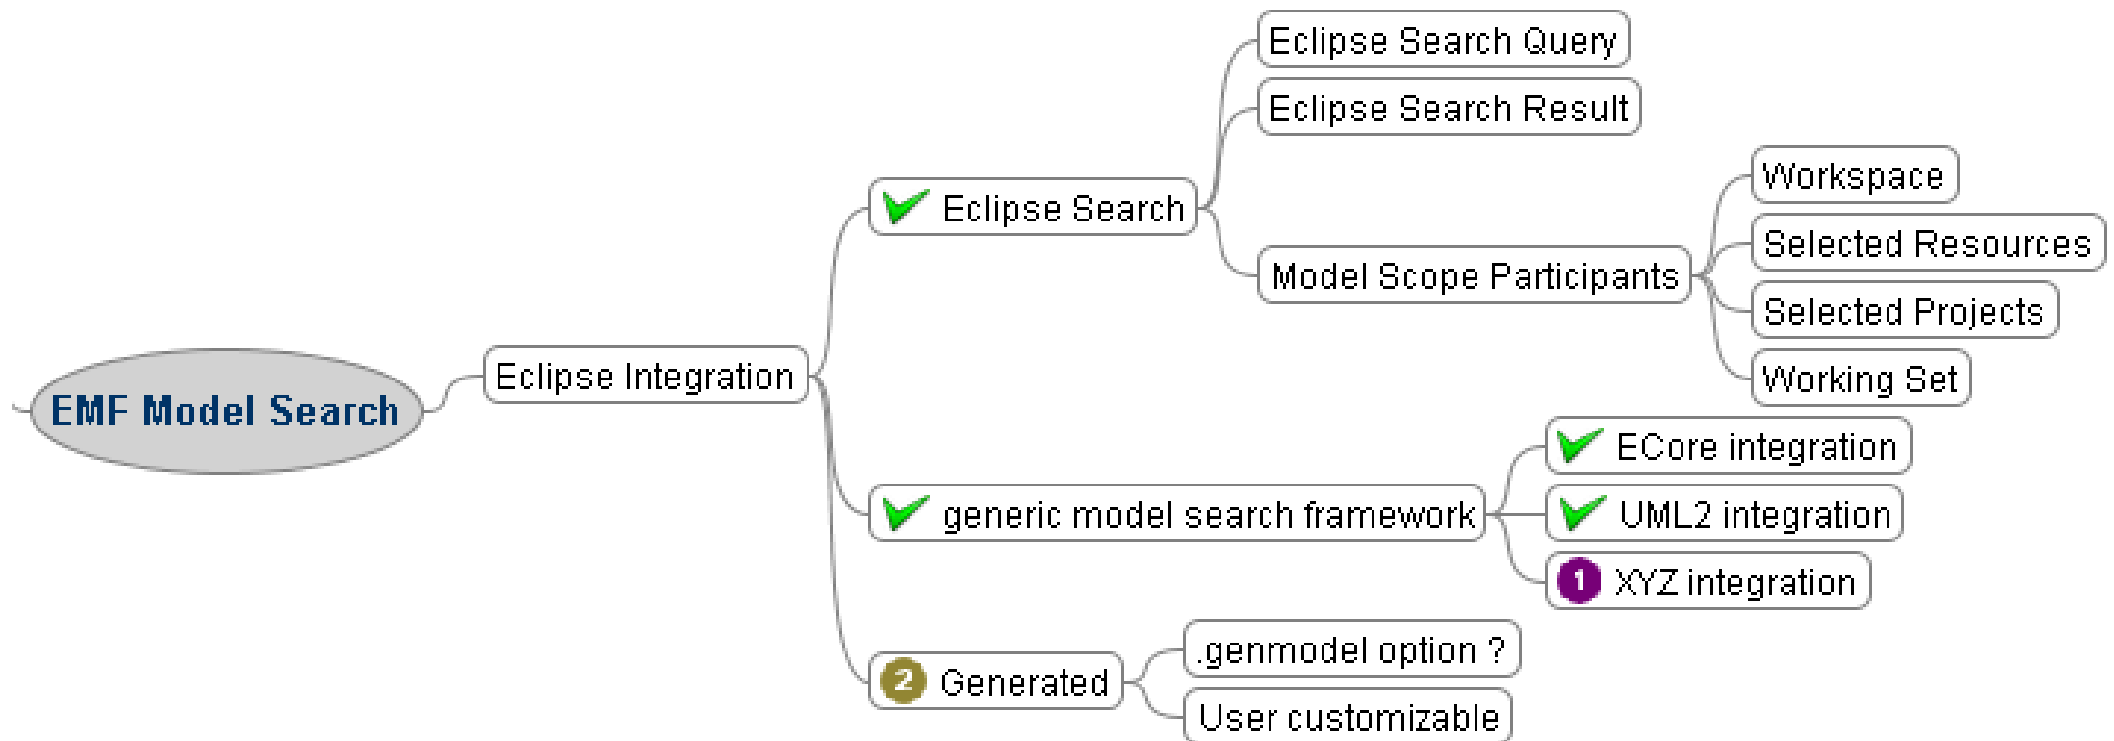 Eclipse Search Query
Eclipse Search Result
Workspace
Eclipse Search
Selected Resources
Model Scope Participants
Selected Projects
Eclipse Integration
Working Set
EMF Model Search
ECore integration
generic model search framework
UML2 integration
1 XYZ integration
.genmodel option ?
2 Generated
User customizable